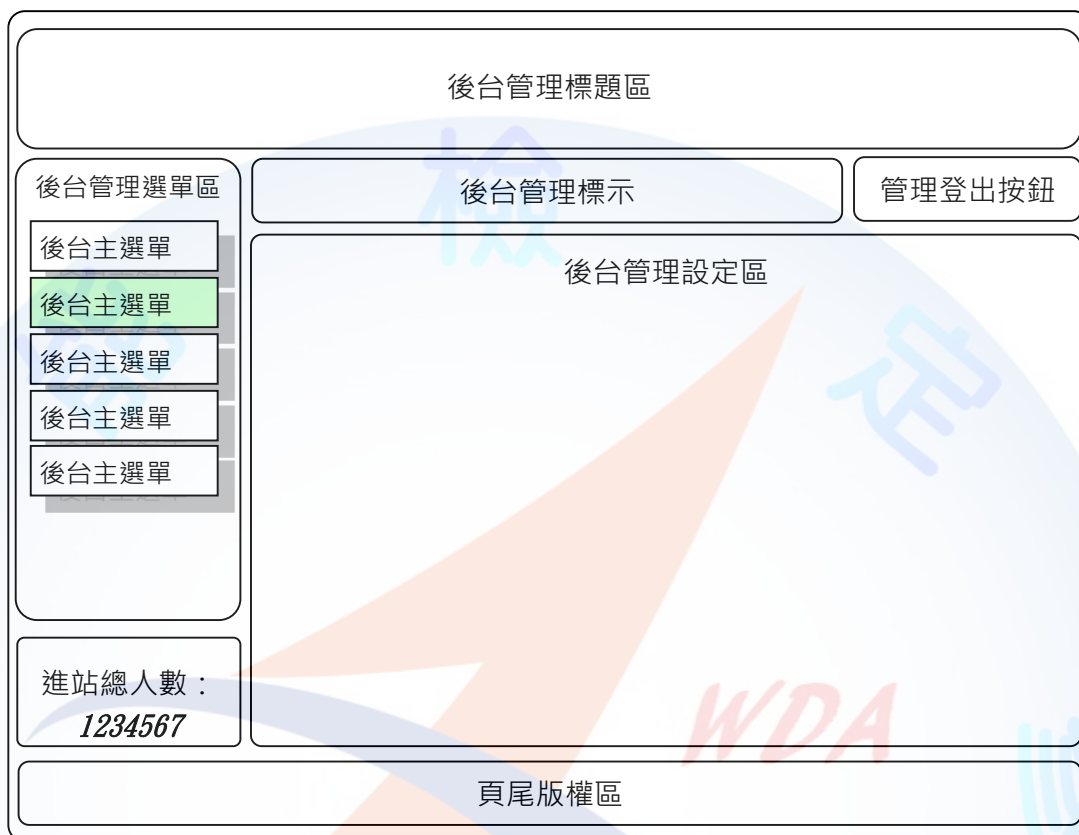 後台管理標題區
後台管理選單區
後台管理標示
管理登出按鈕
後台主選單
後台主選單
後台主選單
後台主選單
後台主選單
後台管理設定區
進站總人數：
1234567
頁尾版權區
檢
定
WDA